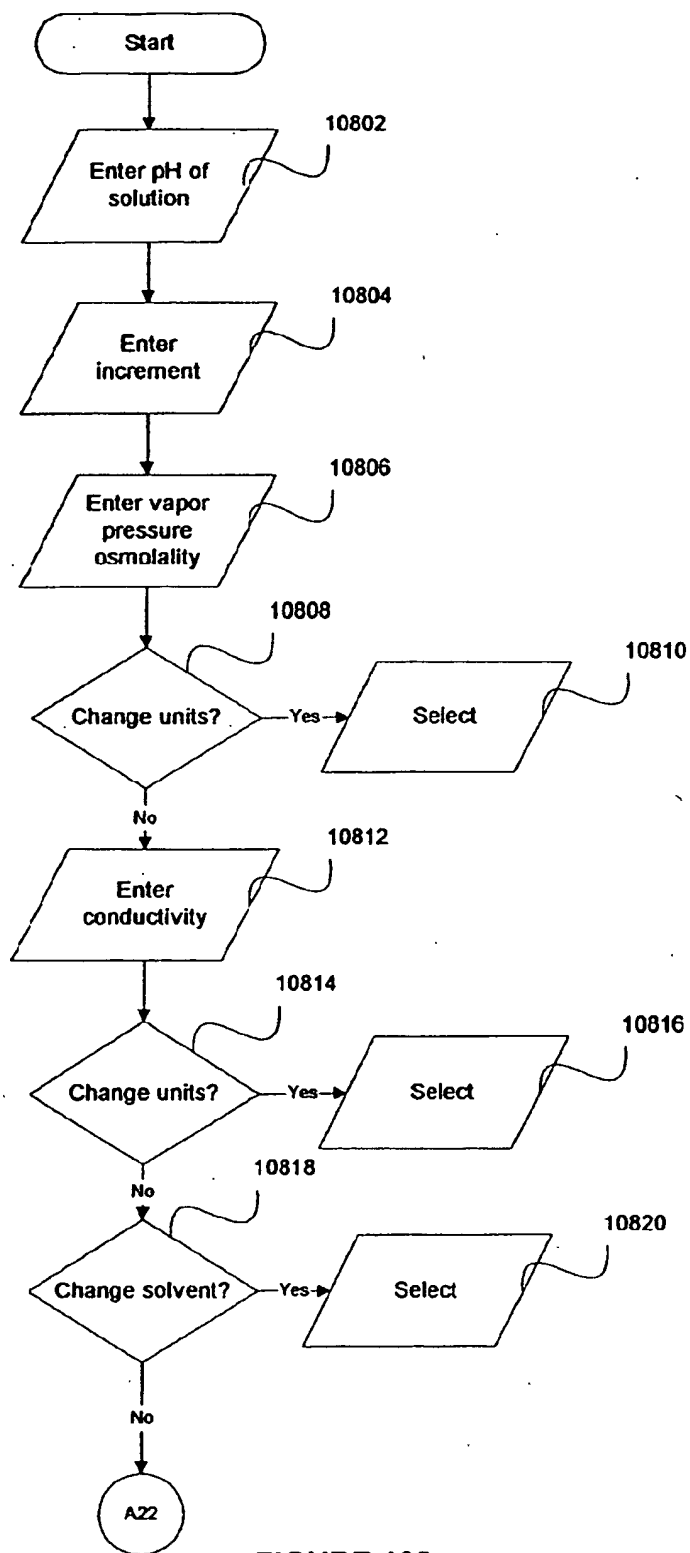 Start
10802
Enter pH of
solution
10804
Enter
increment
10806
Enter vapor
pressure
osmolality
10808
10810
Change units?
Yes
Select
No
10812
Enter
conductivity
10814
10816
Change units?
Yes
Select
No
10818
10820
Change solvent?
Yes
Select
No
A22